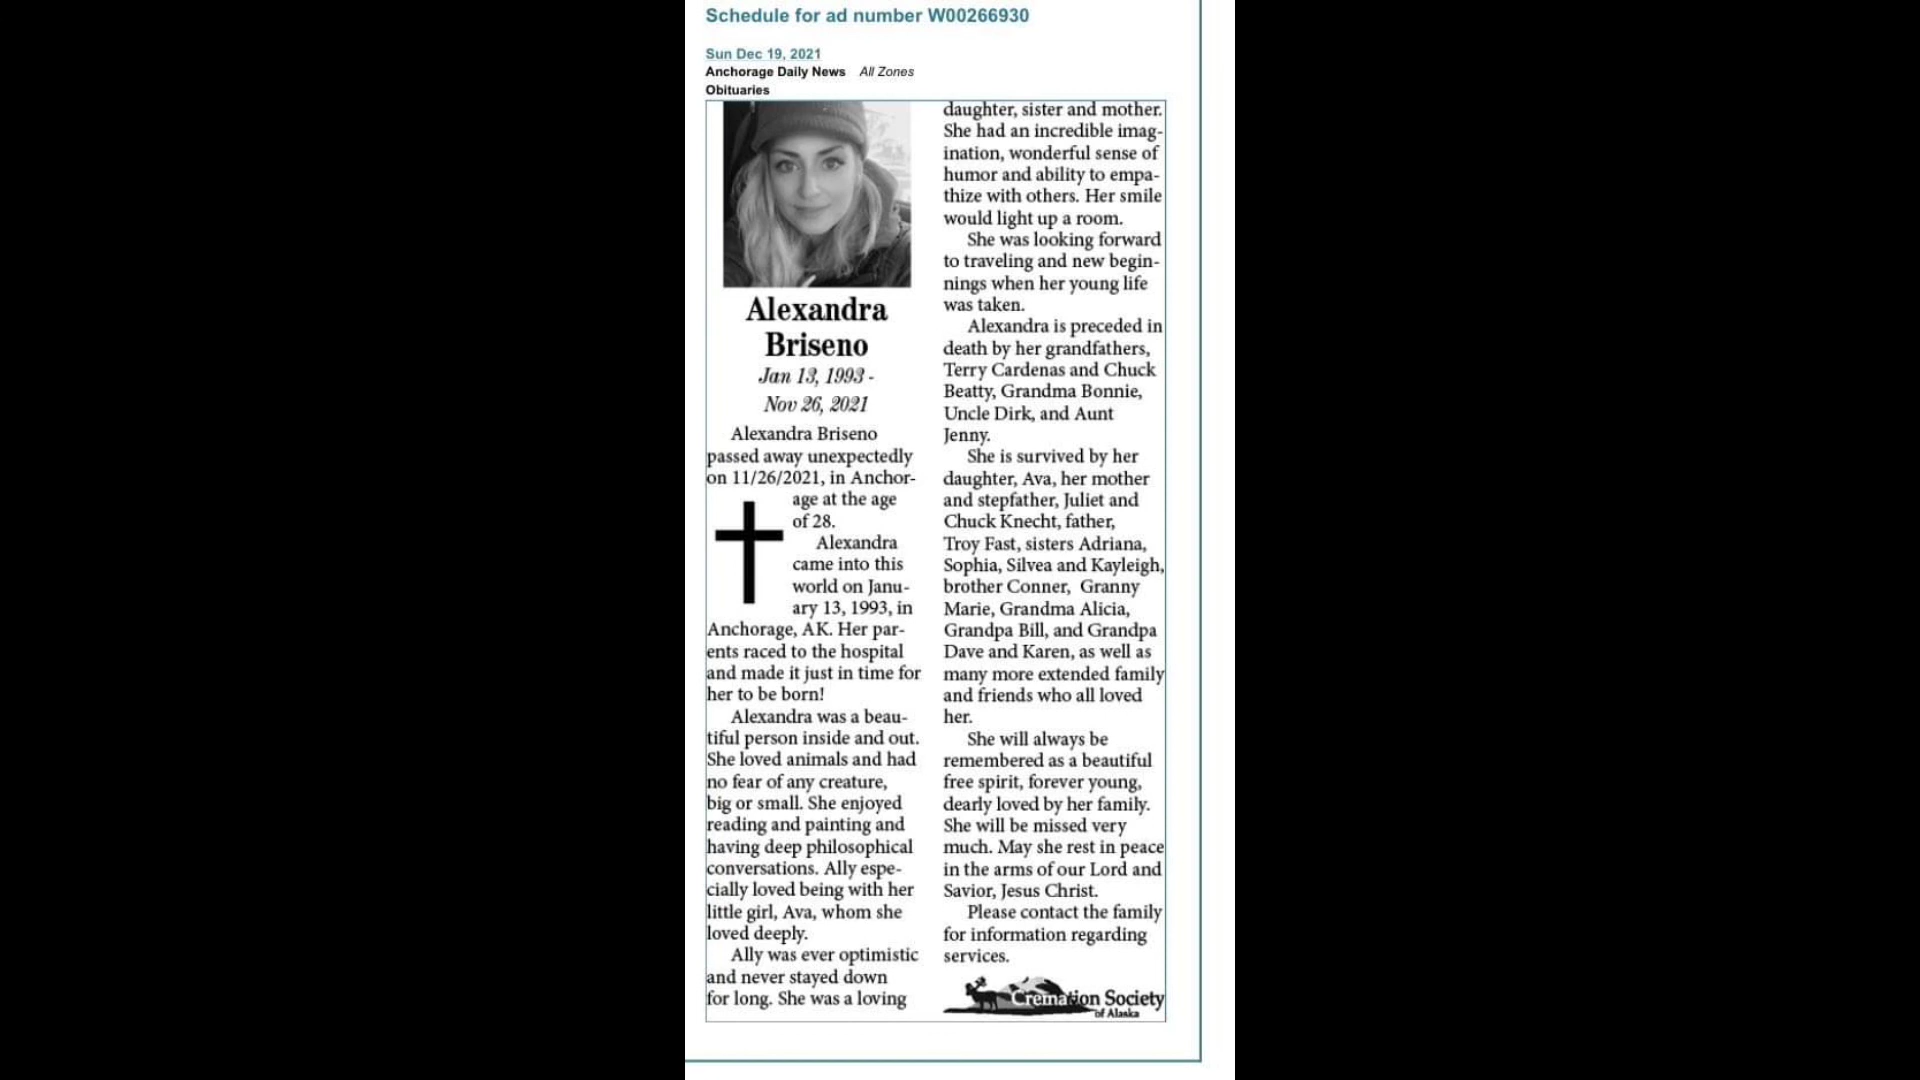 Schedule for ad number W00266930
Sun Dec 19, 2021
Anchorage Daily News All Zones
Obituaries
Alexandra
Briseno
Jan 13, 1993 -
Nov 26, 2021
Alexandra Briseno
passed away unexpectedly
on 11/26/2021, in Anchor-
age at the age
of 28.
Alexandra
came into this
world on Janu-
ary 13, 1993, in
Anchorage, AK. Her par-
ents raced to the hospital
and made it just in time for
her to be born!
Alexandra was a beau-
tiful person inside and out.
She loved animals and had
no fear of any creature,
big or small. She enjoyed
reading and painting and
having deep philosophical
conversations. Ally espe-
cially loved being with her
little girl, Ava, whom she
loved deeply.
Ally was ever optimistic
and never stayed down
for long. She was a loving
daughter, sister and mother.
She had an incredible imag-
ination, wonderful sense of
humor and ability to empa-
thize with others. Her smile
would light up a room.
She was looking forward
to traveling and new begin-
nings when her young life
was taken.
Alexandra is preceded in
death by her grandfathers,
Terry Cardenas and Chuck
Beatty, Grandma Bonnie,
Uncle Dirk, and Aunt
Jenny.
She is survived by her
daughter, Ava, her mother
and stepfather, Juliet and
Chuck Knecht, father,
Troy Fast, sisters Adriana,
Sophia, Silvea and Kayleigh,
brother Conner, Granny
Marie, Grandma Alicia,
Grandpa Bill, and Grandpa
Dave and Karen, as well as
many more extended family
and friends who all loved
her.
She will always be
remembered as a beautiful
free spirit, forever young,
dearly loved by her family.
She will be missed very
much. May she rest in peace
in the arms of our Lord and
Savior, Jesus Christ.
Please contact the family
for information regarding
services.
Cremation Society
of Alaska